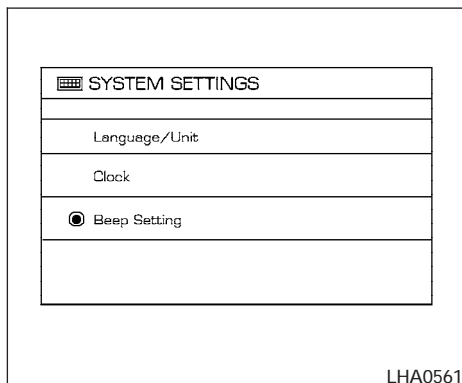 SYSTEM SETTINGS
Language/Unit
Clock
Beep Setting
LHA0561